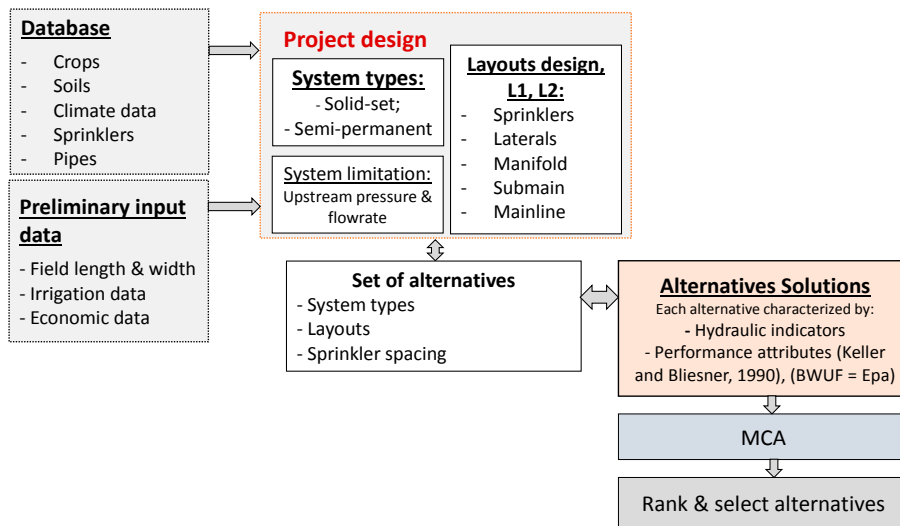 Database
- Crops
- Soils
- Climate data
- Sprinklers
- Pipes
Preliminary input
data
- Field length & width
- Irrigation data
- Economic data
Project design
System types:
- Solid-set;
- Semi-permanent
System limitation:
Upstream pressure &
flowrate
Layouts design,
L1, L2:
- Sprinklers
- Laterals
- Manifold
- Submain
- Mainline
Set of alternatives
- System types
- Layouts
- Sprinkler spacing
Alternatives Solutions
Each alternative characterized by:
- Hydraulic indicators
- Performance attributes (Keller
and Bliesner, 1990), (BWUF = Epa)
MCA
Rank & select alternatives